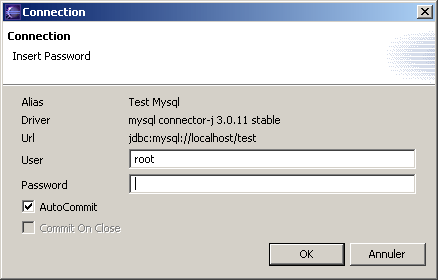 Connection
Connection
Insert Password
Alias Test Mysql
Driver mysql connector-j 3.0.11 stable
Url jdbc:mysql://localhost/test
User root
Password
AutoCommit
Commit On Close
OK Annuler